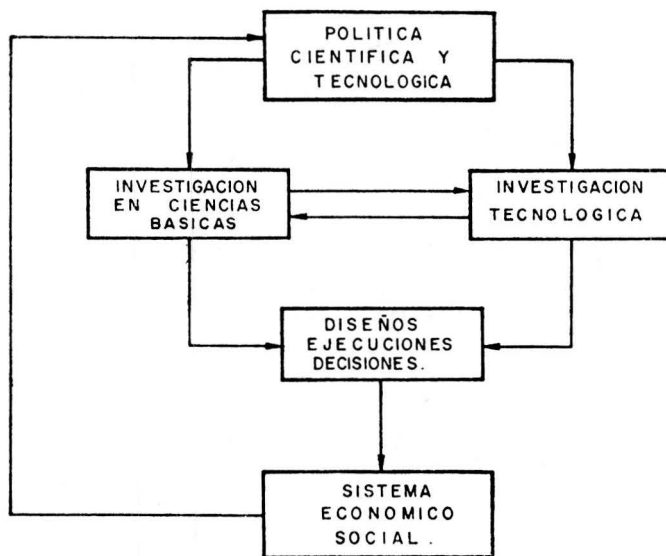 POLITICA
CIENTIFICA Y
TECNOLOGICA
INVESTIGACION
EN CIENCIAS
BASICAS
INVESTIGACION
TECNOLOGICA
DISEÑOS
EJECUCIONES
DECISIONES.
SISTEMA
ECONOMICO
SOCIAL.